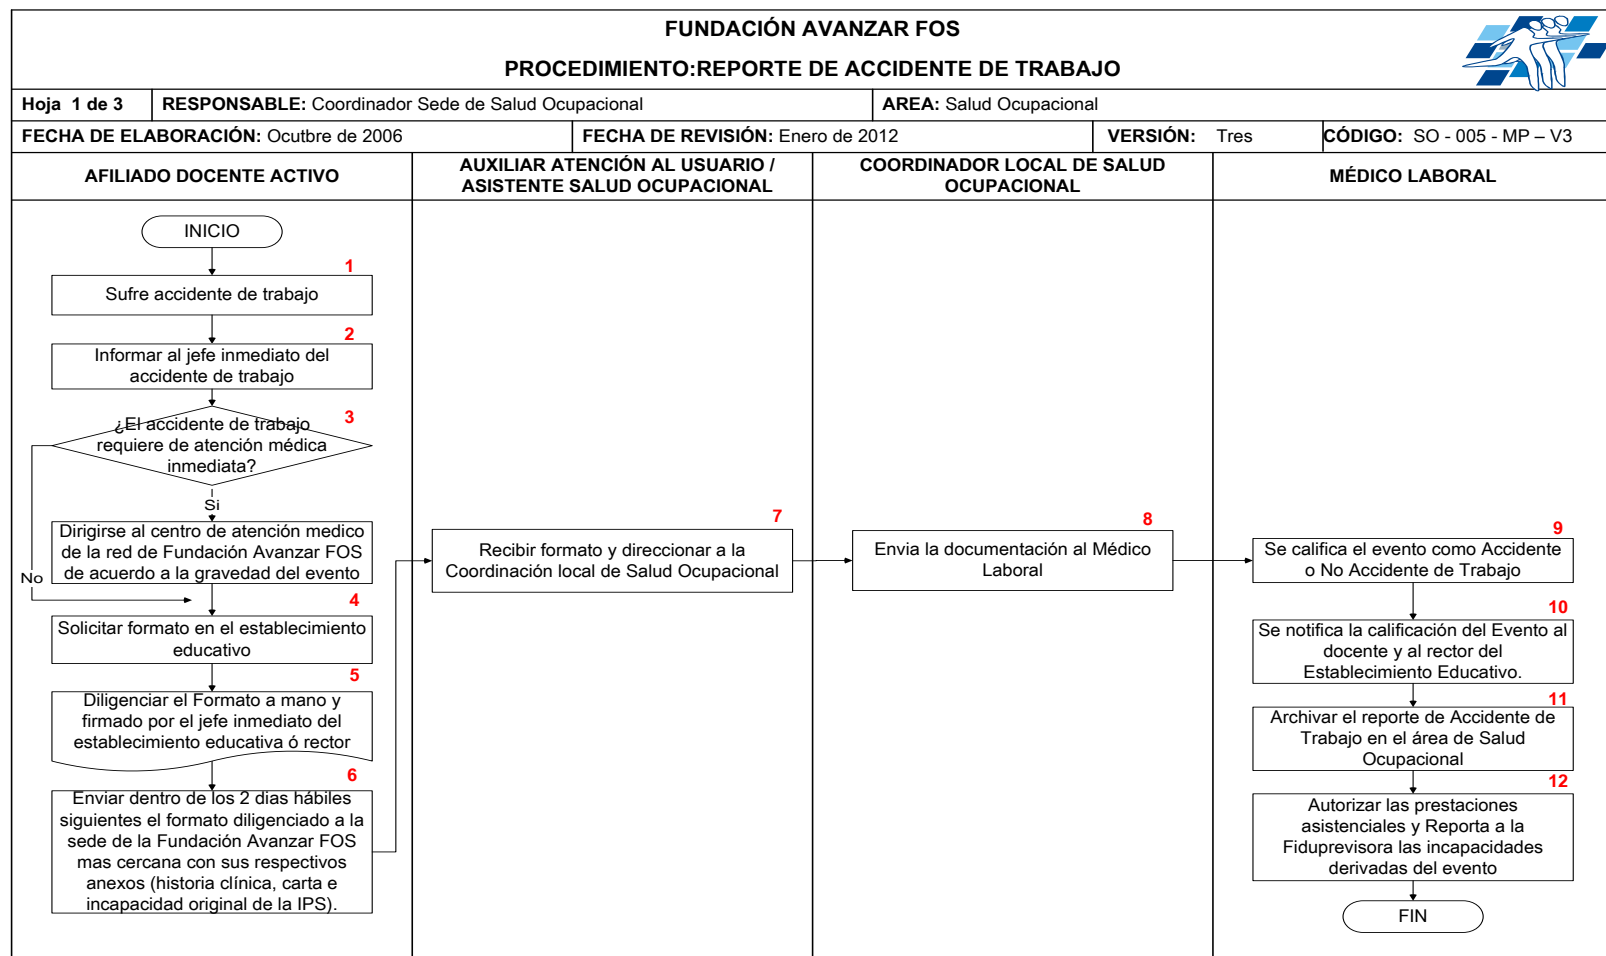 FUNDACIÓN AVANZAR FOS
PROCEDIMIENTO:REPORTE DE ACCIDENTE DE TRABAJO
Hoja 1 de 3
RESPONSABLE: Coordinador Sede de Salud Ocupacional
AREA: Salud Ocupacional
FECHA DE ELABORACIÓN: Ocutbre de 2006
FECHA DE REVISIÓN: Enero de 2012
VERSIÓN: Tres
CÓDIGO: SO - 005 - MP – V3
AFILIADO DOCENTE ACTIVO
AUXILIAR ATENCIÓN AL USUARIO /
ASISTENTE SALUD OCUPACIONAL
COORDINADOR LOCAL DE SALUD
OCUPACIONAL
MÉDICO LABORAL
INICIO
1
Sufre accidente de trabajo
2
Informar al jefe inmediato del
accidente de trabajo
3
¿El accidente de trabajo
requiere de atención médica
inmediata?
Si
No
Dirigirse al centro de atención medico
de la red de Fundación Avanzar FOS
de acuerdo a la gravedad del evento
4
Solicitar formato en el establecimiento
educativo
5
Diligenciar el Formato a mano y
firmado por el jefe inmediato del
establecimiento educativa ó rector
6
Enviar dentro de los 2 dias hábiles
siguientes el formato diligenciado a la
sede de la Fundación Avanzar FOS
mas cercana con sus respectivos
anexos (historia clínica, carta e
incapacidad original de la IPS).
7
Recibir formato y direccionar a la
Coordinación local de Salud Ocupacional
8
Envia la documentación al Médico
Laboral
9
Se califica el evento como Accidente
o No Accidente de Trabajo
10
Se notifica la calificación del Evento al
docente y al rector del
Establecimiento Educativo.
11
Archivar el reporte de Accidente de
Trabajo en el área de Salud
Ocupacional
12
Autorizar las prestaciones
asistenciales y Reporta a la
Fiduprevisora las incapacidades
derivadas del evento
FIN